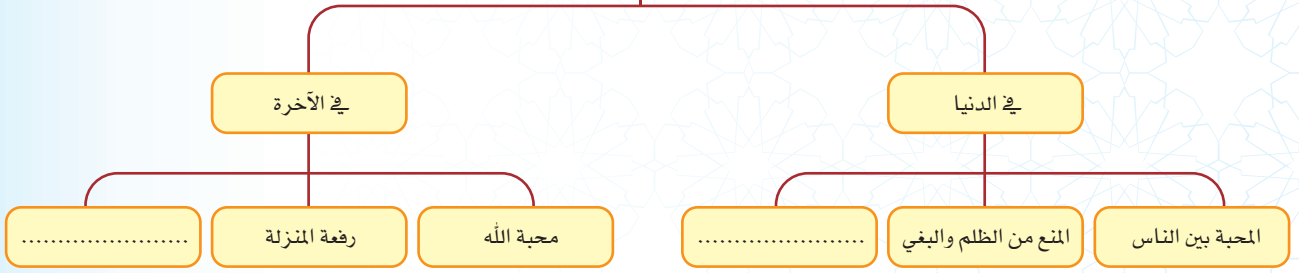 في الدنيا
في الآخرة
المحبة بين الناس
المنع من الظلم والبغي
.......................
محبة الله
رفعة المنزلة
.......................